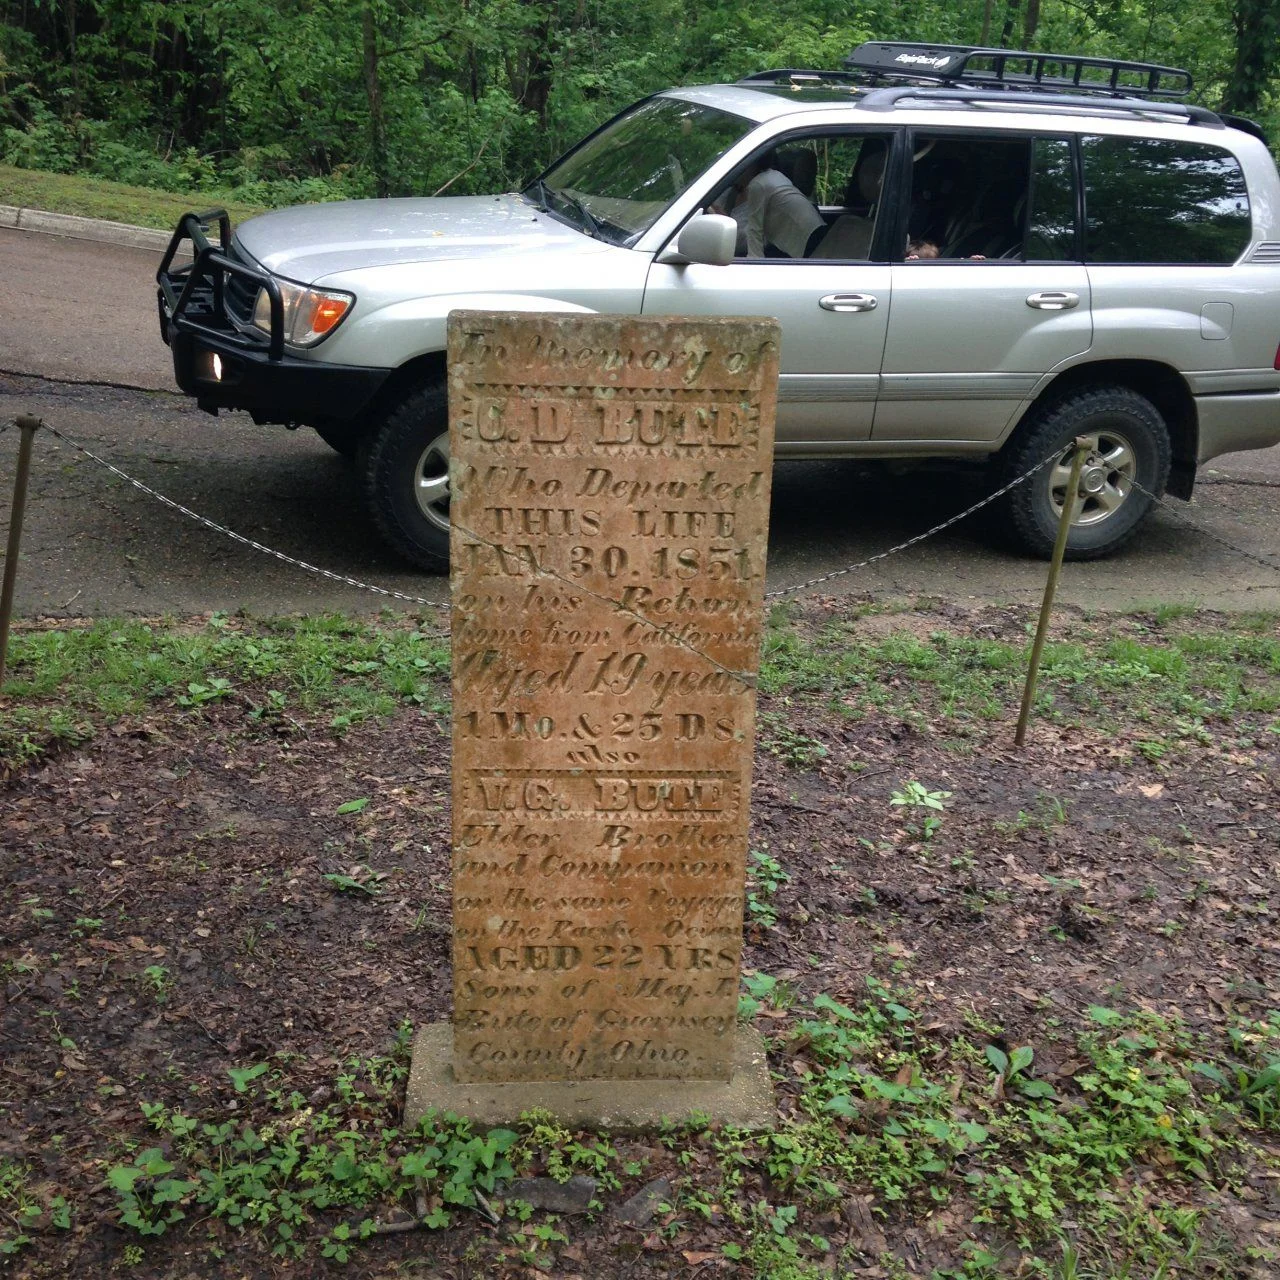 BajaRack
In Memory of
C. D. BUTE
Who Departed
THIS LIFE
JAN. 30. 1851.
on his Return
home from California
Aged 19 years
1 Mo. & 25 D's.
also
V. G. BUTE
Elder Brother
and Companion
on the same Voyage
on the Pacific Ocean
AGED 22 YRS
Sons of Maj. J.
Bute of Guernsey
County Ohio.